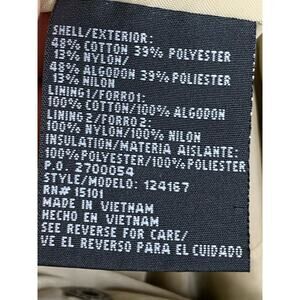 SHELL/EXTERIOR:
48% COTTON 39% POLYESTER
13% NYLON/
48% ALGODON 39% POLIESTER
13% NILON
LINING1/FORRO1:
100% COTTON/100% ALGODON
LINING2/FORRO2:
100% NYLON/100% NILON
INSULATION/MATERIA AISLANTE:
100%POLYESTER/100%POLIESTER
P.O. 2700054
STYLE/MODELO: 124167
RN# 15101
MADE IN VIETNAM
HECHO EN VIETNAM
SEE REVERSE FOR CARE/
VE EL REVERSO PARA EL CUIDADO